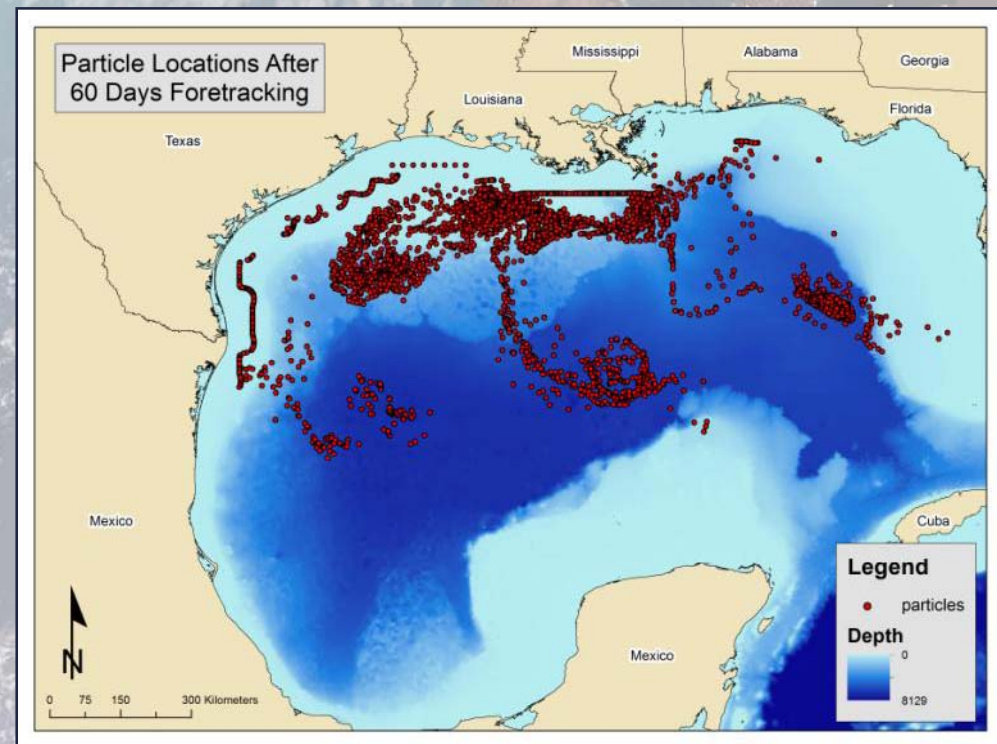 Particle Locations After
60 Days Foretracking
Mississippi
Alabama
Georgia
Louisiana
Florida
Texas
Mexico
Cuba
Mexico
N
0 75 150 300 Kilometers
Legend
particles
Depth
0
8129